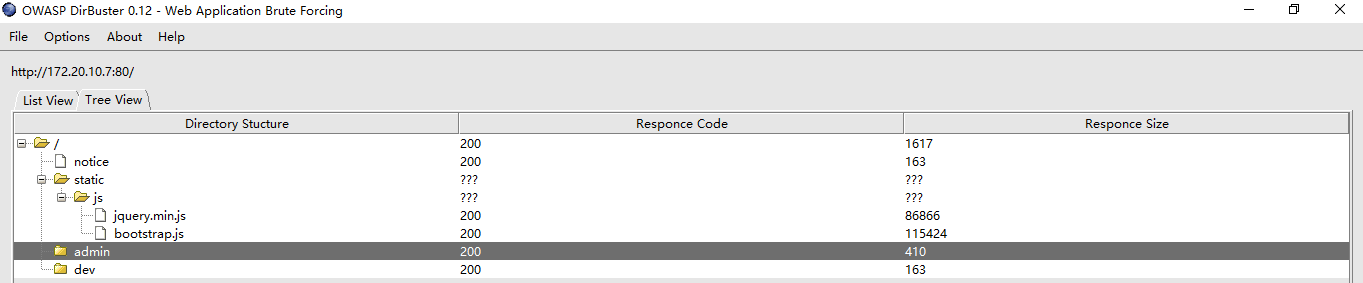 OWASP DirBuster 0.12 - Web Application Brute Forcing
File Options About Help
http://172.20.10.7:80/
List View Tree View
Directory Stucture Responce Code Responce Size
/ 200 1617
notice 200 163
static ??? ???
js ??? ???
jquery.min.js 200 86866
bootstrap.js 200 115424
admin 200 410
dev 200 163